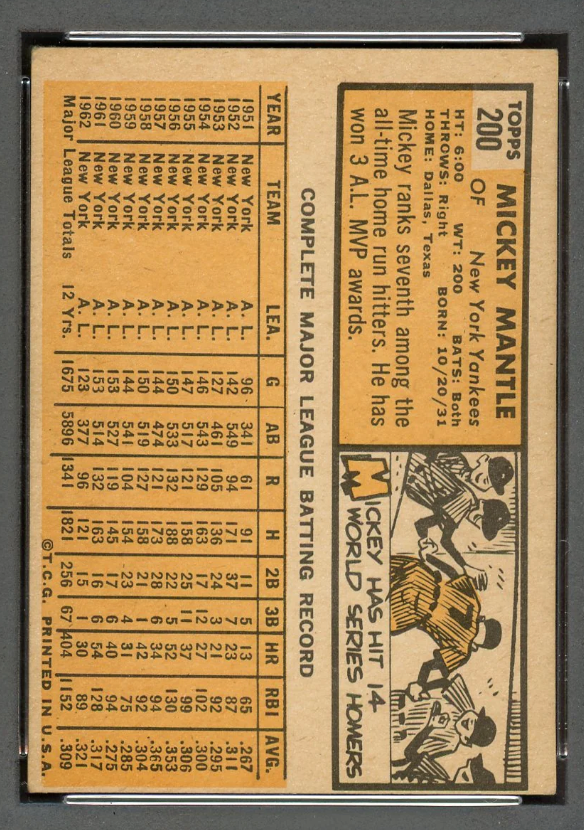 TOPPS
200
MICKEY MANTLE
OF New York Yankees
HT: 6:00 WT: 200 BATS: Both
THROWS: Right BORN: 10/20/31
HOME: Dallas, Texas
Mickey ranks seventh among the
all-time home run hitters. He has
won 3 A.L. MVP awards.
7
MICKEY HAS HIT 14
WORLD SERIES HOMERS
COMPLETE MAJOR LEAGUE BATTING RECORD
YEAR TEAM LEA. G AB R H 2B 3B HR RBI AVG.
1951 New York A. L. 96 341 61 91 11 5 13 65 .267
1952 New York A. L. 142 549 94 171 37 7 23 87 .311
1953 New York A. L. 127 461 105 136 24 3 21 92 .295
1954 New York A. L. 146 543 129 163 17 12 27 102 .300
1955 New York A. L. 147 517 121 158 25 11 37 99 .306
1956 New York A. L. 150 533 132 188 22 5 52 130 .353
1957 New York A. L. 144 474 121 173 28 6 34 94 .365
1958 New York A. L. 150 519 127 158 21 1 42 97 .304
1959 New York A. L. 144 541 104 154 23 4 31 75 .285
1960 New York A. L. 153 527 119 145 17 6 40 94 .275
1961 New York A. L. 153 514 132 163 16 6 54 128 .317
1962 New York A. L. 123 377 96 121 15 1 30 89 .321
Major League Totals 12 Yrs. 1675 5896 1341 1821 256 67 404 1152 .309
©T.C.G. PRINTED IN U.S.A.